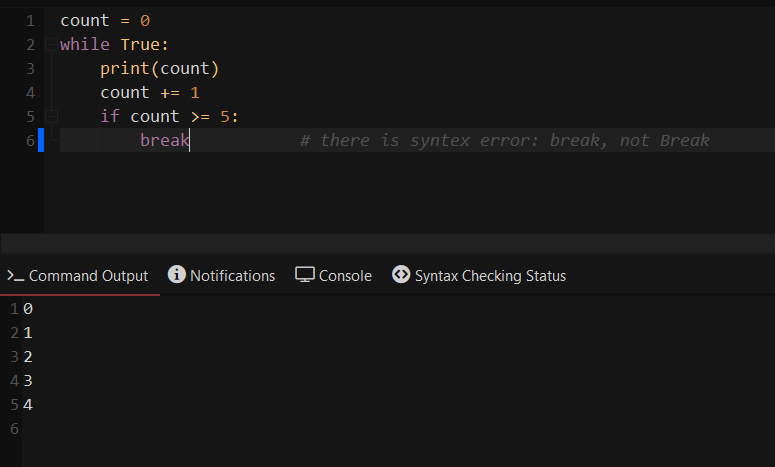 1 count = 0
2 while True:
3     print(count)
4     count += 1
5     if count >= 5:
6         break           # there is syntex error: break, not Break
>_ Command Output i Notifications Console <> Syntax Checking Status
1 0
2 1
3 2
4 3
5 4
6